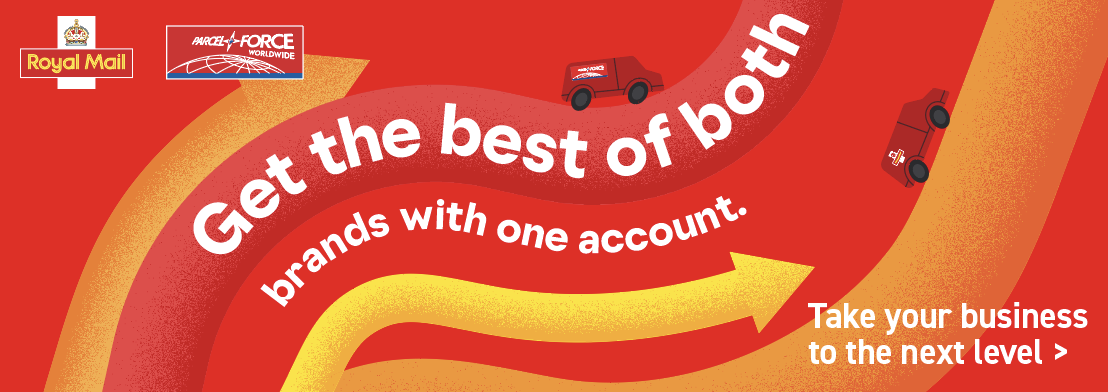 Royal Mail
PARCELFORCE
WORLDWIDE
Get the best of both
brands with one account.
Take your business
to the next level >